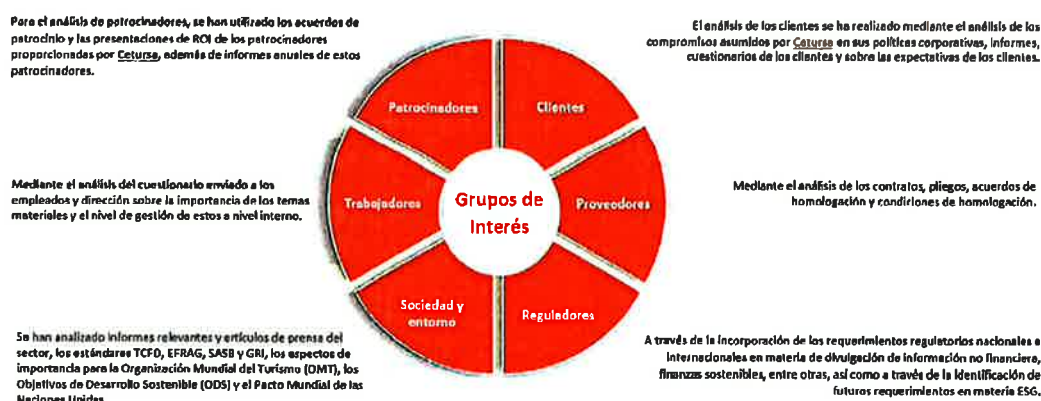 Para el análisis de patrocinadores, se han utilizado los acuerdos de
patrocinio y las presentaciones de ROI de los patrocinadores
proporcionadas por Cetursa, además de informes anuales de estos
patrocinadores.
El análisis de los clientes se ha realizado mediante el análisis de los
compromisos asumidos por Cetursa en sus políticas corporativas, informes,
cuestionarios de los clientes y sobre las expectativas de los clientes.
Patrocinadores
Clientes
Mediante el análisis del cuestionario enviado a los
empleados y dirección sobre la importancia de los temas
materiales y el nivel de gestión de estos a nivel interno.
Trabajadores
Grupos de
Interés
Proveedores
Mediante el análisis de los contratos, pliegos, acuerdos de
homologación y condiciones de homologación.
Sociedad y
entorno
Reguladores
Se han analizado informes relevantes y artículos de prensa del
sector, los estándares TCFD, EFRAG, SASB y GRI, los aspectos de
importancia para la Organización Mundial del Turismo (OMT), los
Objetivos de Desarrollo Sostenible (ODS) y el Pacto Mundial de las
Naciones Unidas
A través de la incorporación de los requerimientos regulatorios nacionales e
internacionales en materia de divulgación de información no financiera,
finanzas sostenibles, entre otras, así como a través de la identificación de
futuros requerimientos en materia ESG.